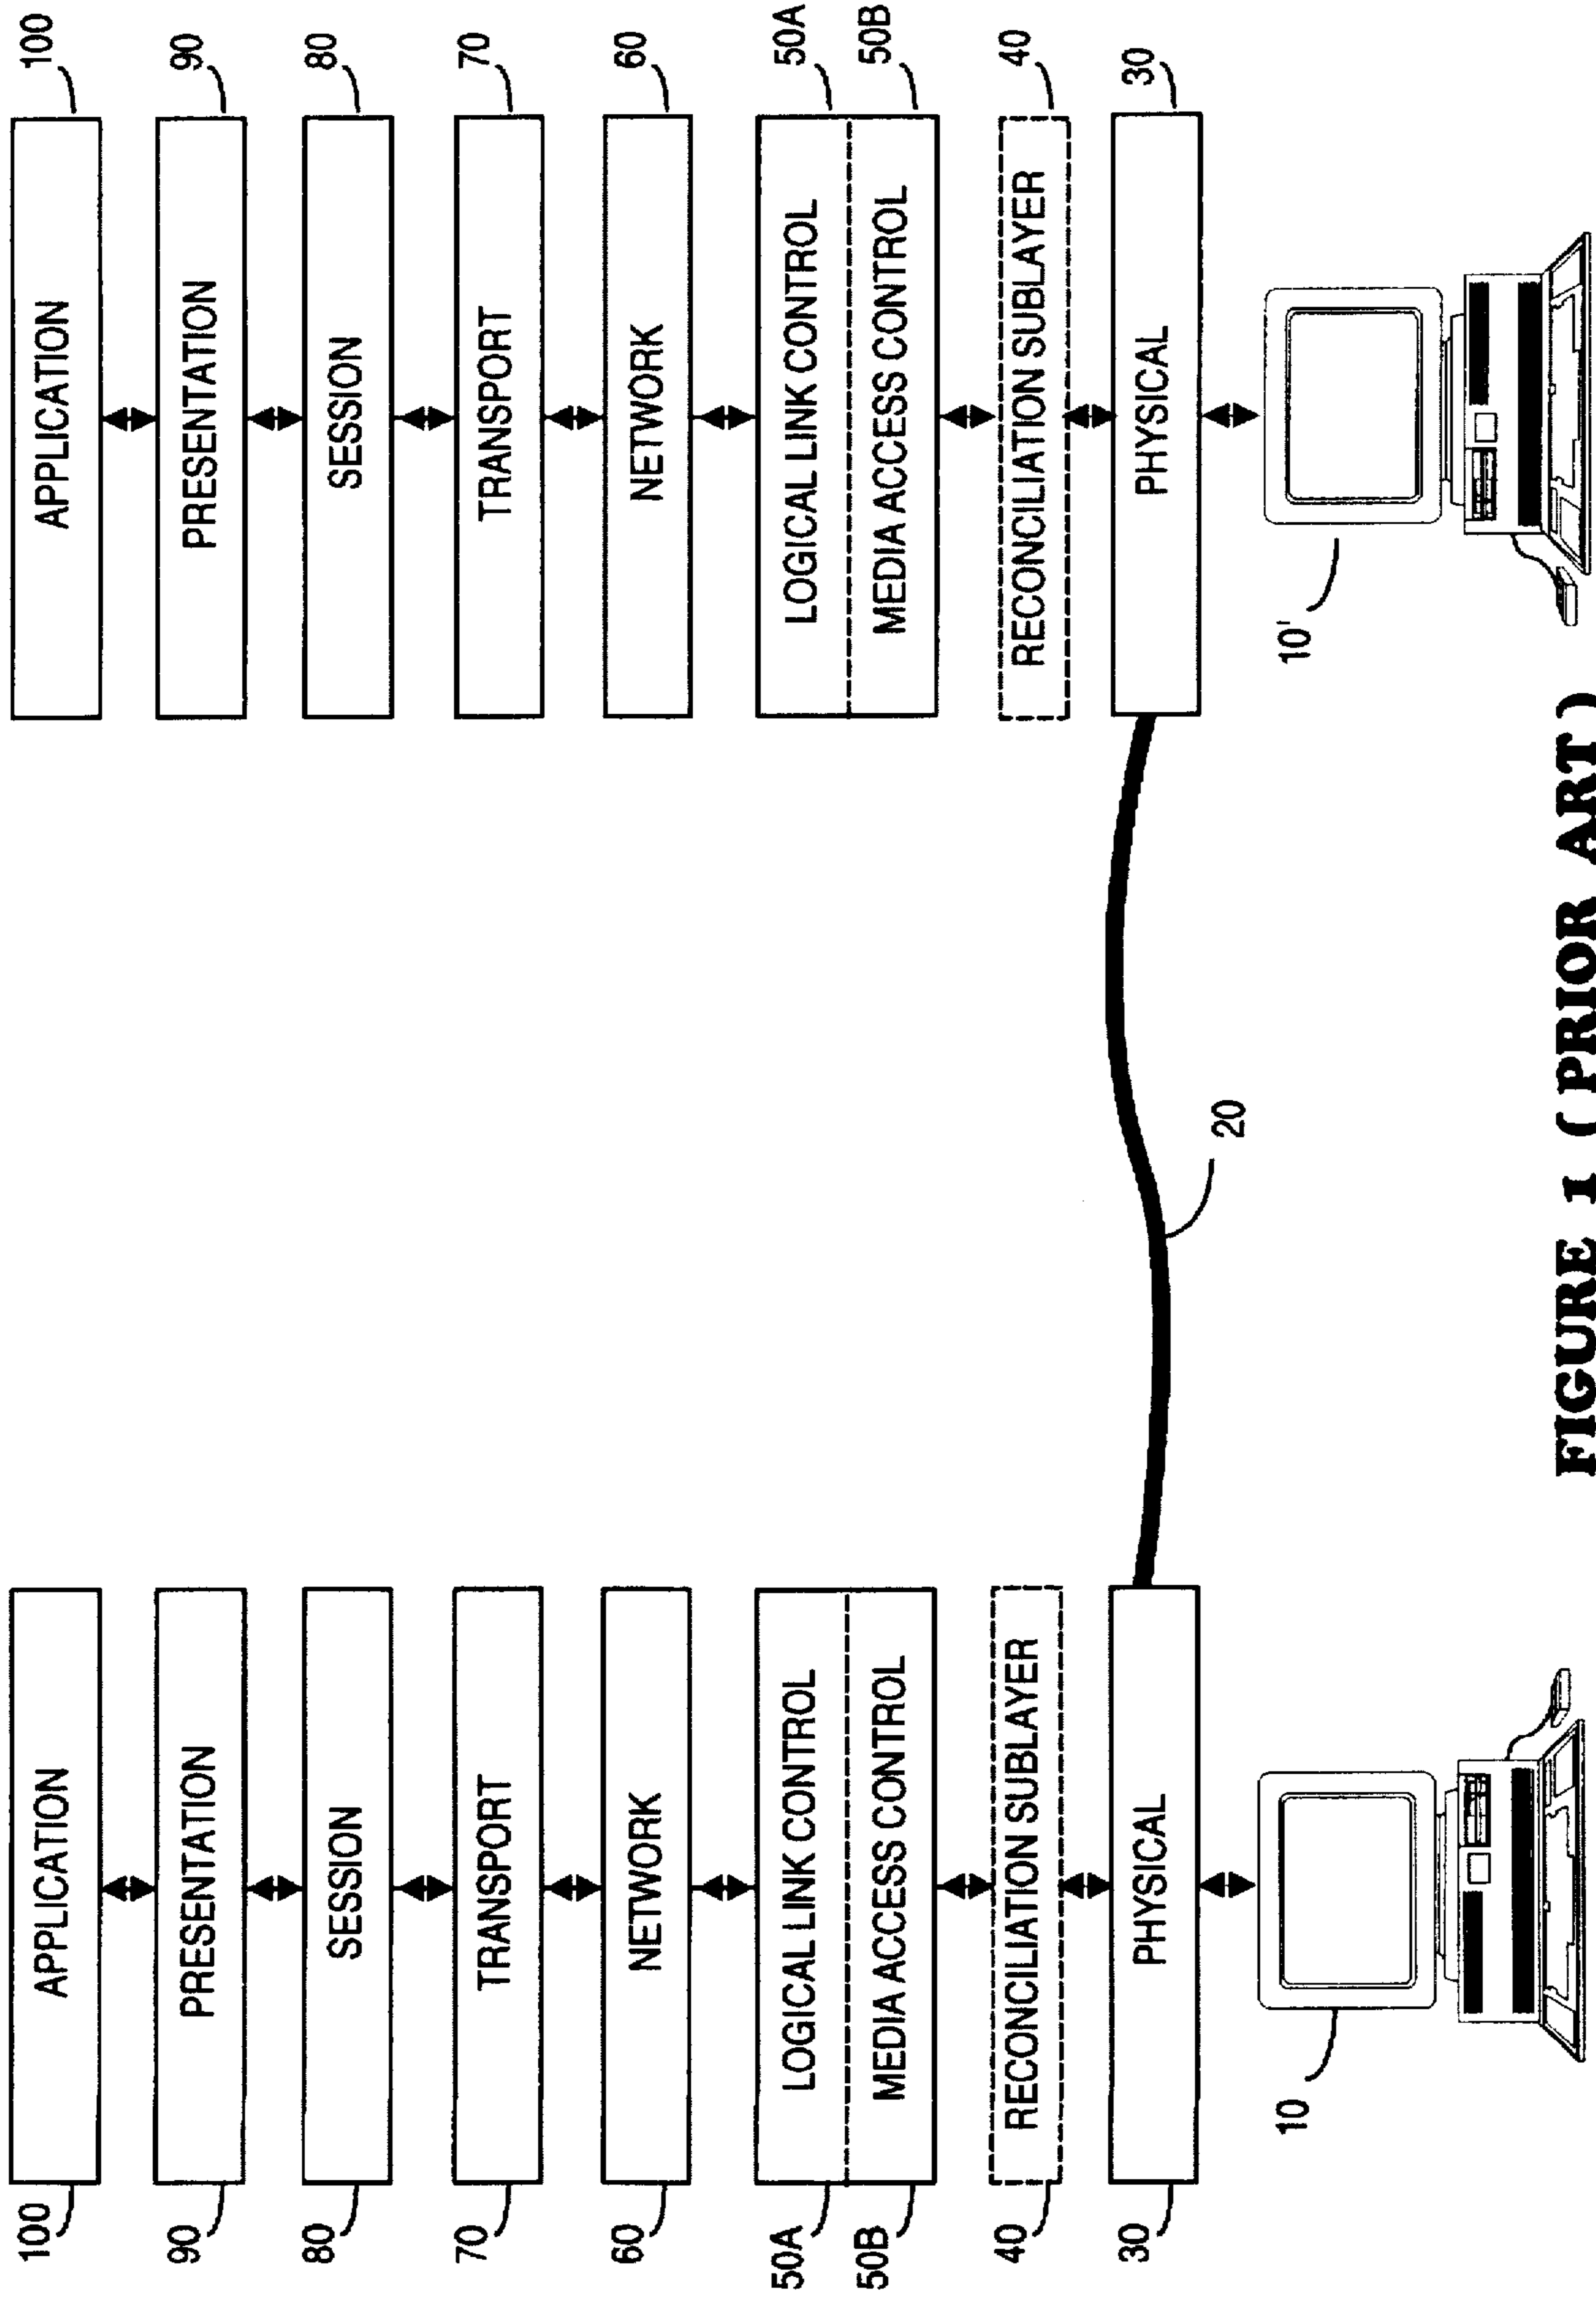 100
APPLICATION
90
PRESENTATION
80
SESSION
70
TRANSPORT
60
NETWORK
50A
LOGICAL LINK CONTROL
50B
MEDIA ACCESS CONTROL
40
RECONCILIATION SUBLAYER
30
PHYSICAL
10
20
APPLICATION
100
PRESENTATION
90
SESSION
80
TRANSPORT
70
NETWORK
60
LOGICAL LINK CONTROL
50A
MEDIA ACCESS CONTROL
50B
RECONCILIATION SUBLAYER
40
PHYSICAL
30
10'
FIGURE 1 (PRIOR ART)